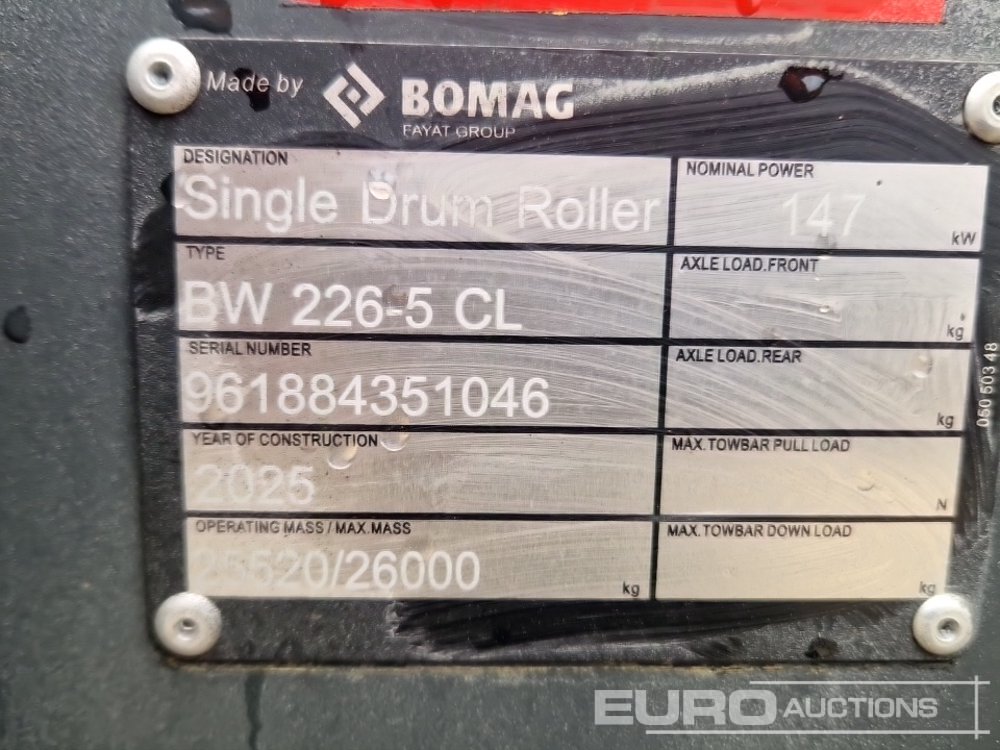 Made by BOMAG
FAYAT GROUP
DESIGNATION
Single Drum Roller
NOMINAL POWER
147 kW
TYPE
BW 226-5 CL
AXLE LOAD.FRONT
kg
SERIAL NUMBER
961884351046
AXLE LOAD.REAR
kg
YEAR OF CONSTRUCTION
2025
MAX.TOWBAR PULL LOAD
N
OPERATING MASS / MAX.MASS
25520/26000 kg
MAX.TOWBAR DOWN LOAD
kg
050 503 48
EURO AUCTIONS